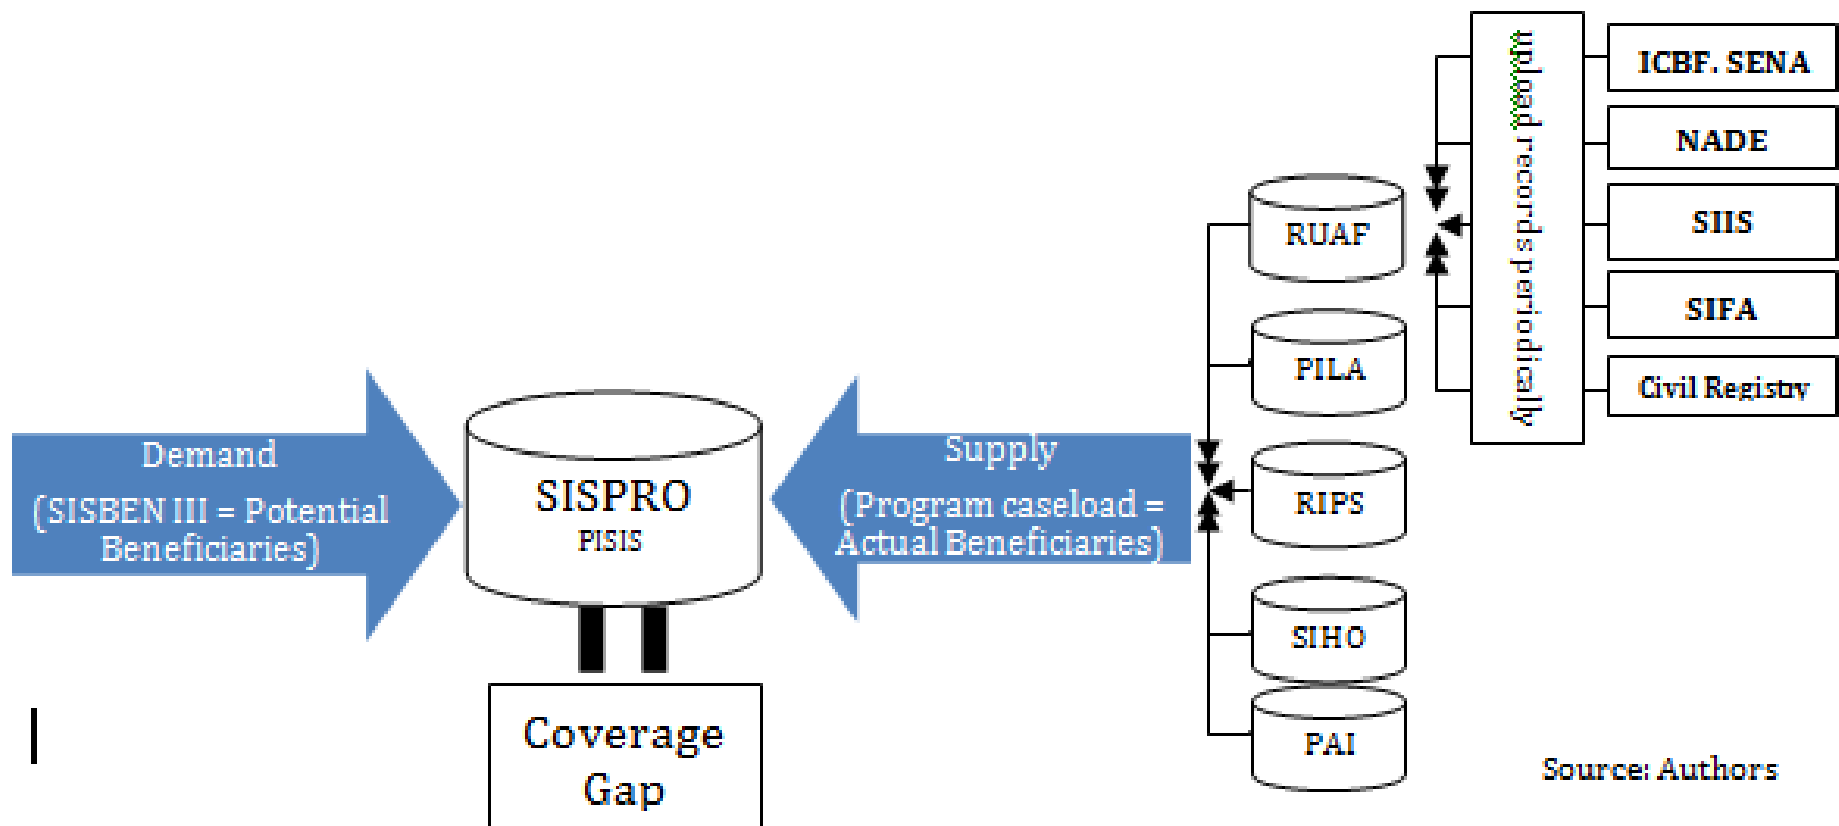 Demand
(SISBEN III = Potential
Beneficiaries)
SISPRO
PISIS
Coverage
Gap
Supply
(Program caseload =
Actual Beneficiaries)
RUAF
PILA
RIPS
SIHO
PAI
upload records periodically
ICBF. SENA
NADE
SIIS
SIFA
Civil Registry
Source: Authors